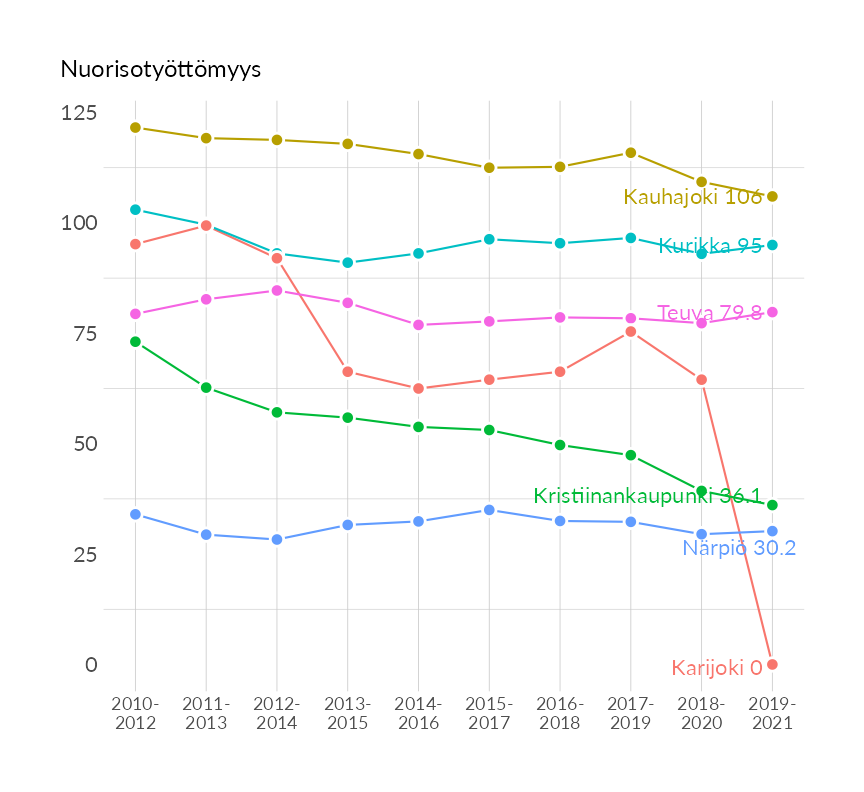 Nuorisotyöttömyys
125
100
75
50
25
0
Kauhajoki 106
Kurikka 95
Teuva 79.8
Kristiinankaupunki 36.1
Närpiö 30.2
Karijoki 0
2010- 2011- 2012- 2013- 2014- 2015- 2016- 2017- 2018- 2019-
2012 2013 2014 2015 2016 2017 2018 2019 2020 2021